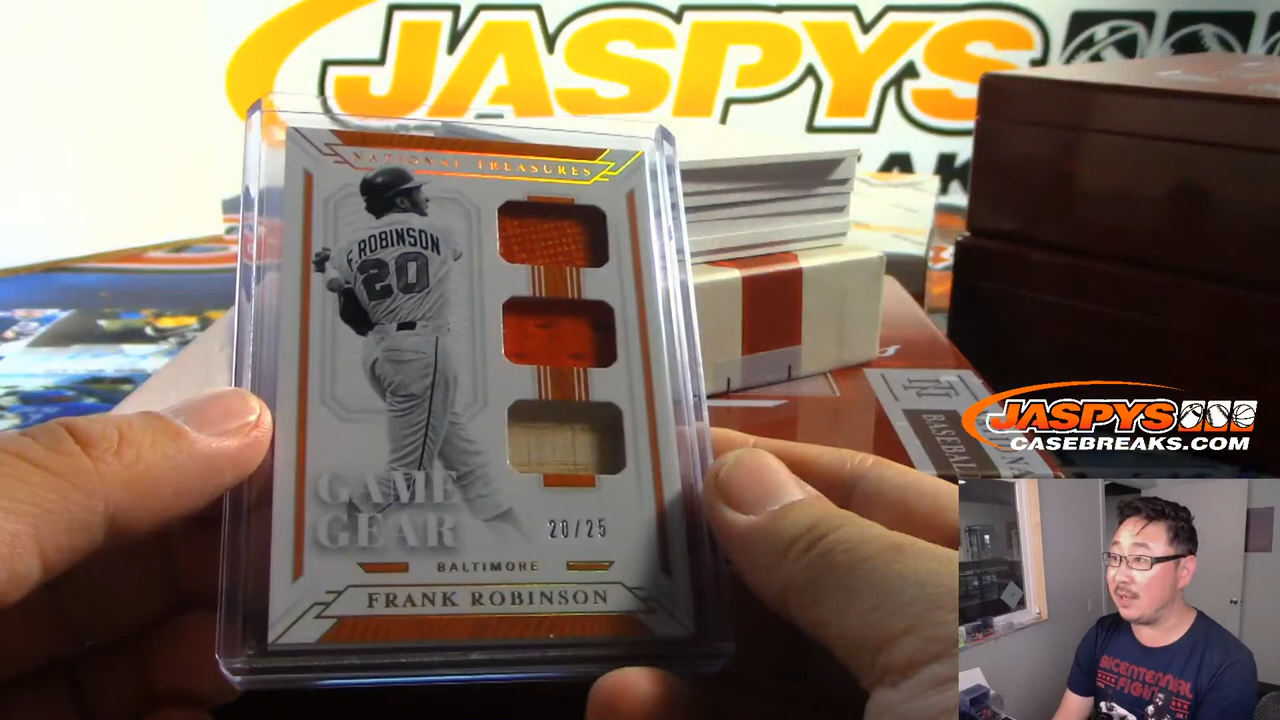 JASPYS
NATIONAL TREASURES
F.ROBINSON
20
GAME
GEAR
20/25
BALTIMORE
FRANK ROBINSON
BASEBALL
JASPYS
CASEBREAKS.COM
BICENTENNIAL
FIGHT